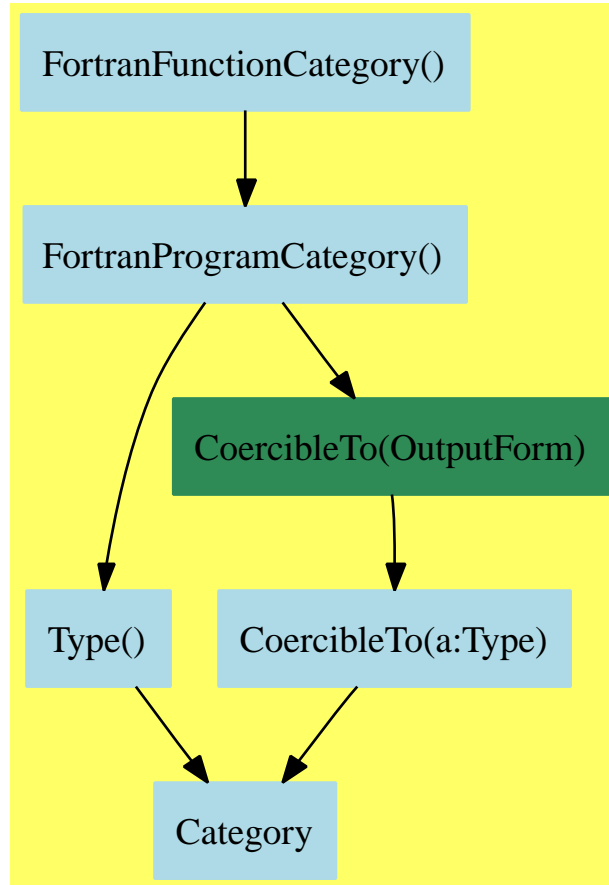 FortranFunctionCategory()
FortranProgramCategory()
CoercibleTo(OutputForm)
Type()
CoercibleTo(a:Type)
Category